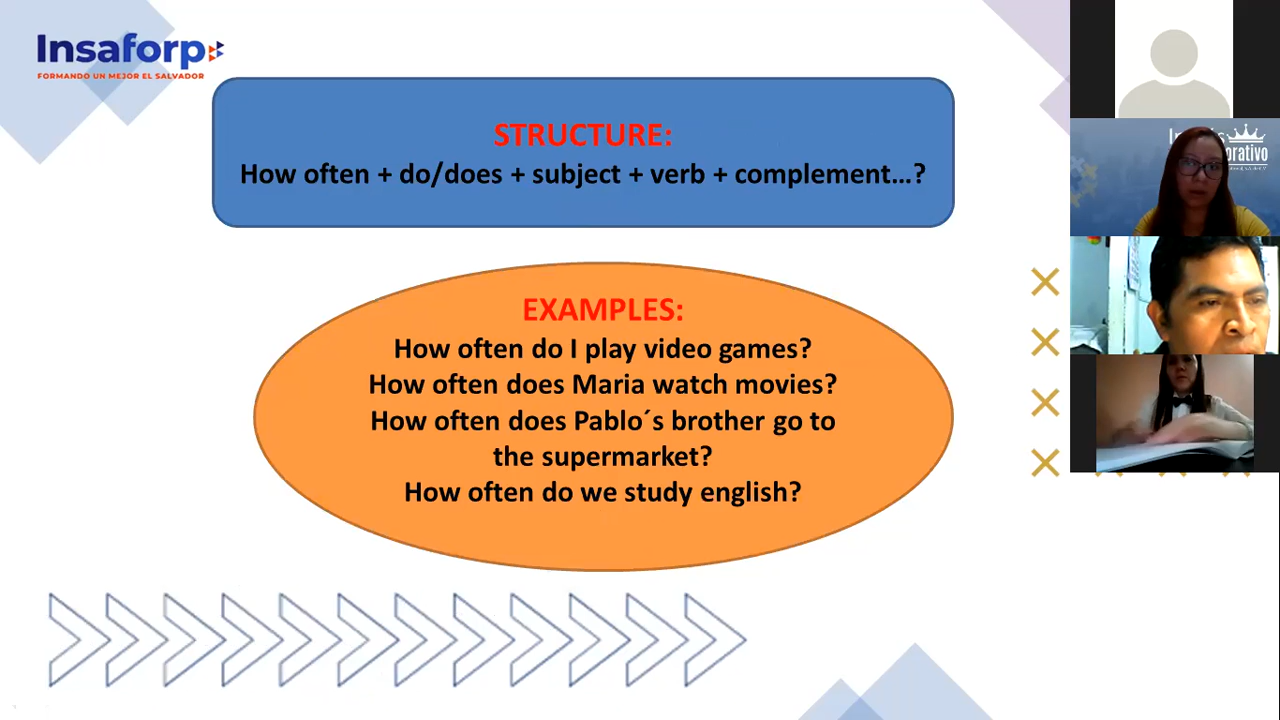 Insaforp
FORMANDO UN MEJOR EL SALVADOR
STRUCTURE:
How often + do/does + subject + verb + complement…?
EXAMPLES:
How often do I play video games?
How often does Maria watch movies?
How often does Pablo´s brother go to
the supermarket?
How often do we study english?